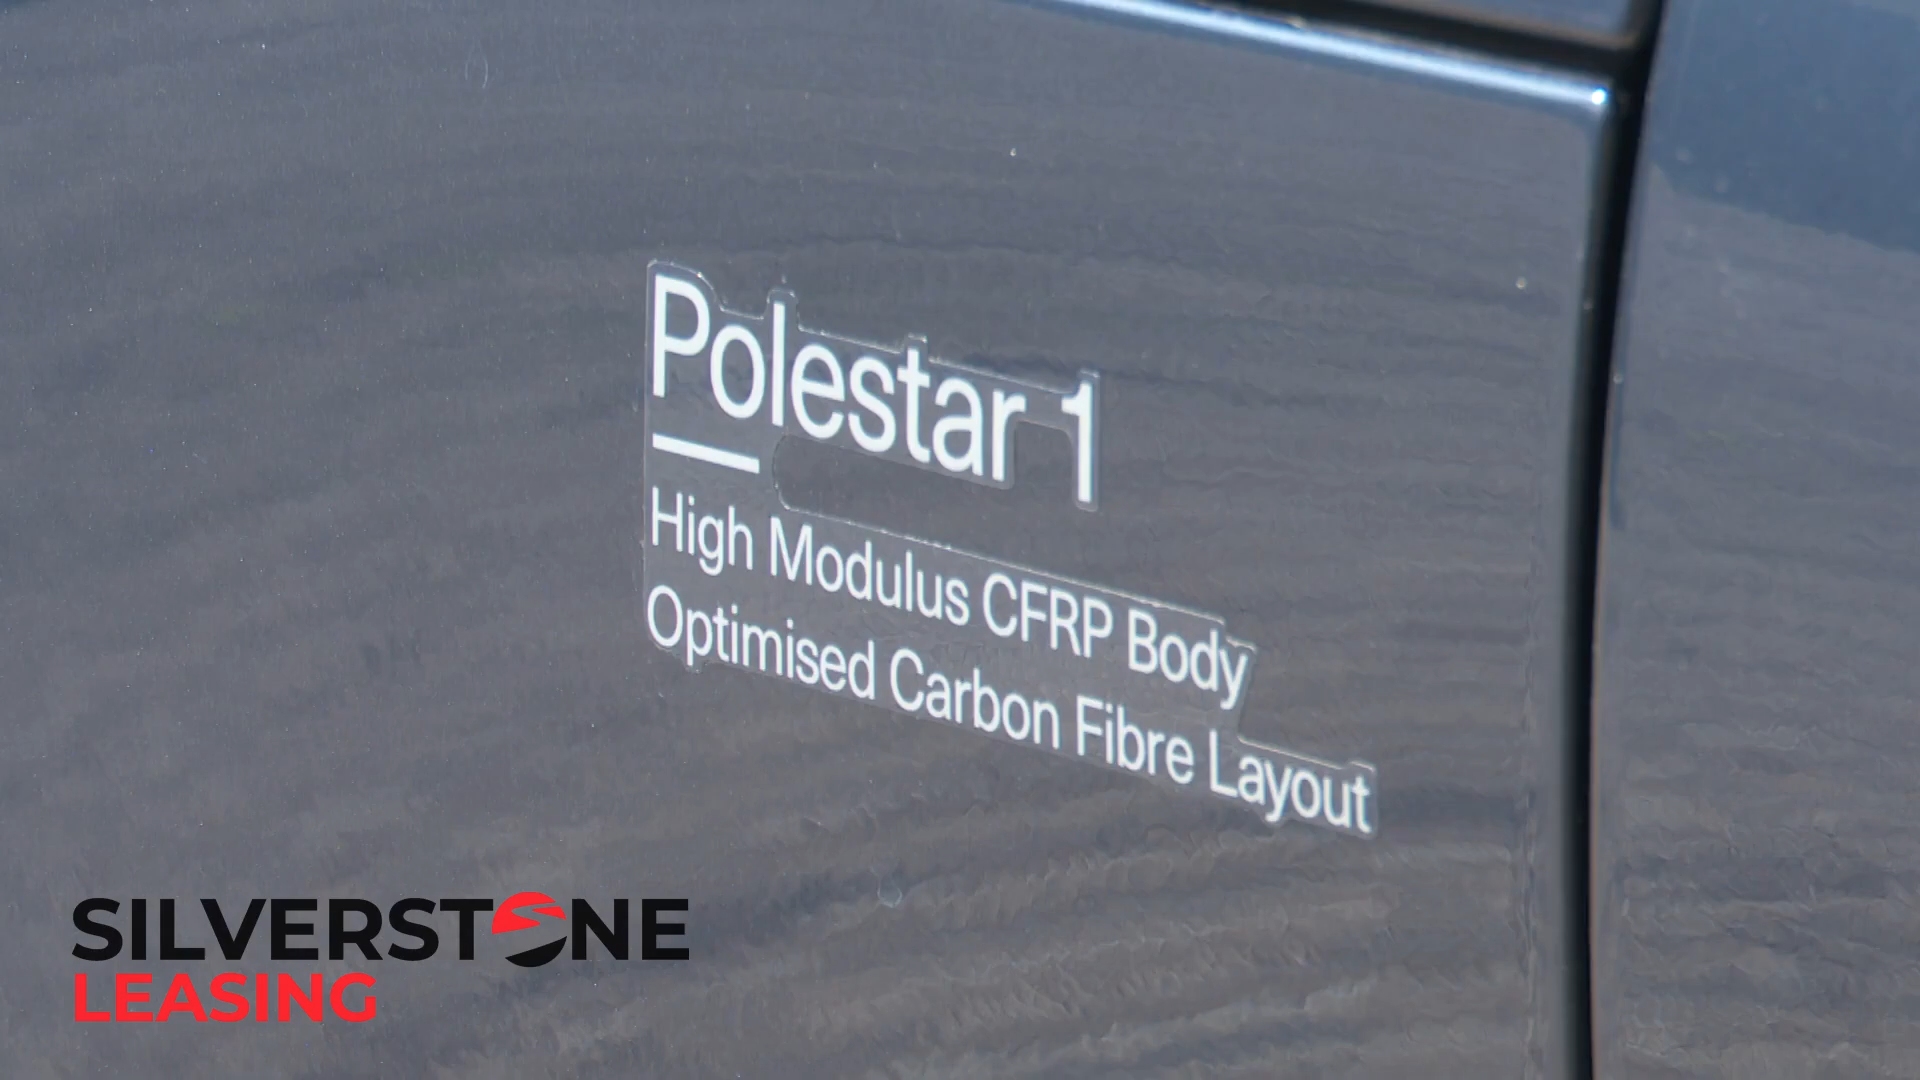 Polestar 1
High Modulus CFRP Body
Optimised Carbon Fibre Layout
SILVERSTONE
LEASING